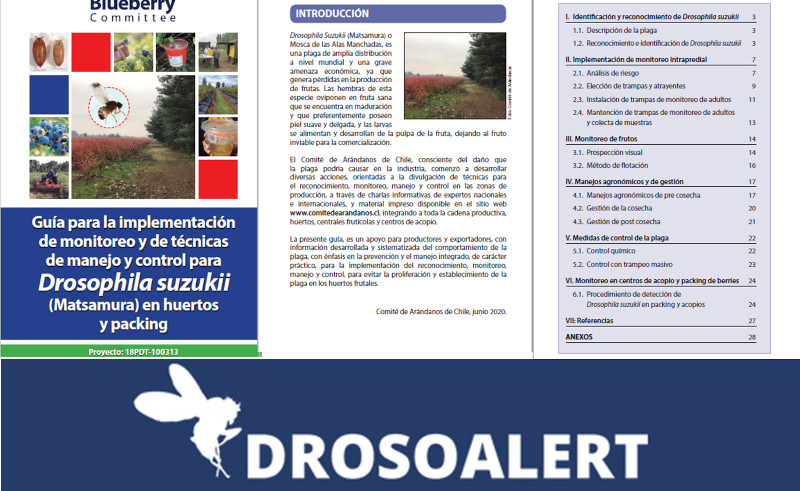 Blueberry
Committee
Guía para la implementación
de monitoreo y de técnicas
de manejo y control para
Drosophila suzukii
(Matsamura) en huertos
y packing
Proyecto: 18PDT-100313
INTRODUCCIÓN
Drosophila Suzukii (Matsamura) o
Mosca de las Alas Manchadas, es
una plaga de amplia distribución
a nivel mundial y una grave
amenaza económica, ya que
genera pérdidas en la producción
de frutas. Las hembras de esta
especie oviponen en fruta sana
que se encuentra en maduración
y que preferentemente poseen
piel suave y delgada, y las larvas
se alimentan y desarrollan de la pulpa de la fruta, dejando al fruto
inviable para la comercialización.
Foto: Comité de Arándanos
El Comité de Arándanos de Chile, consciente del daño que
la plaga podría causar en la industria, comenzó a desarrollar
diversas acciones, orientadas a la divulgación de técnicas para
el reconocimiento, monitoreo, manejo y control en las zonas de
producción, a través de charlas informativas de expertos nacionales
e internacionales, y material impreso disponible en el sitio web
www.comitedearandanos.cl, integrando a toda la cadena productiva,
huertos, centrales frutícolas y centros de acopio.
La presente guía, es un apoyo para productores y exportadores, con
información desarrollada y sistematizada del comportamiento de la
plaga, con énfasis en la prevención y el manejo integrado, de carácter
práctico, para la implementación del reconocimiento, monitoreo,
manejo y control, para evitar la proliferación y establecimiento de la
plaga en los huertos frutales.
Comité de Arándanos de Chile, junio 2020.
I. Identificación y reconocimiento de Drosophila suzukii 3
1.1. Descripción de la plaga 3
1.2. Reconocimiento e identificación de Drosophila suzukii 3
II. Implementación de monitoreo intrapredial 7
2.1. Análisis de riesgo 7
2.2. Elección de trampas y atrayentes 9
2.3. Instalación de trampas de monitoreo de adultos 11
2.4. Mantención de trampas de monitoreo de adultos
y colecta de muestras 13
III. Monitoreo de frutos 14
3.1. Prospección visual 14
3.2. Método de flotación 16
IV. Manejos agronómicos y de gestión 17
4.1. Manejos agronómicos de pre cosecha 17
4.2. Gestión de la cosecha 20
4.3. Gestión de post cosecha 21
V. Medidas de control de la plaga 22
5.1. Control químico 22
5.2. Control con trampeo masivo 23
VI. Monitoreo en centros de acopio y packing de berries 24
6.1. Procedimiento de detección de
Drosophila suzukii en packing y acopios 24
VII: Referencias 27
ANEXOS 28
DROSOALERT